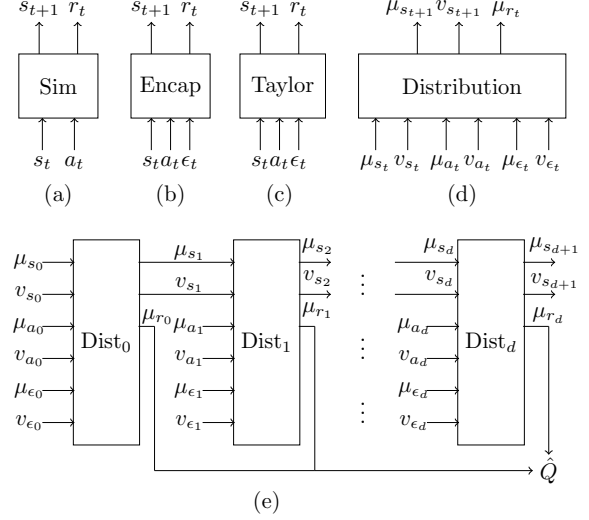 s_{t+1} r_t s_{t+1} r_t s_{t+1} r_t μ_{s_{t+1}} v_{s_{t+1}} μ_{r_t}
Sim Encap Taylor Distribution
s_t a_t s_t a_t ϵ_t s_t a_t ϵ_t μ_{s_t} v_{s_t} μ_{a_t} v_{a_t} μ_{ϵ_t} v_{ϵ_t}
(a) (b) (c) (d)
μ_{s_0} μ_{s_1} μ_{s_2} μ_{s_d} μ_{s_{d+1}}
v_{s_0} v_{s_1} v_{s_2} ⋮ v_{s_d} v_{s_{d+1}}
μ_{a_0} μ_{r_0} μ_{a_1} μ_{r_1} μ_{a_d} μ_{r_d}
Dist_0 Dist_1 Dist_d
v_{a_0} v_{a_1} ⋮ v_{a_d}
μ_{ϵ_0} μ_{ϵ_1} μ_{ϵ_d}
v_{ϵ_0} v_{ϵ_1} ⋮ v_{ϵ_d}
Q̂
(e)